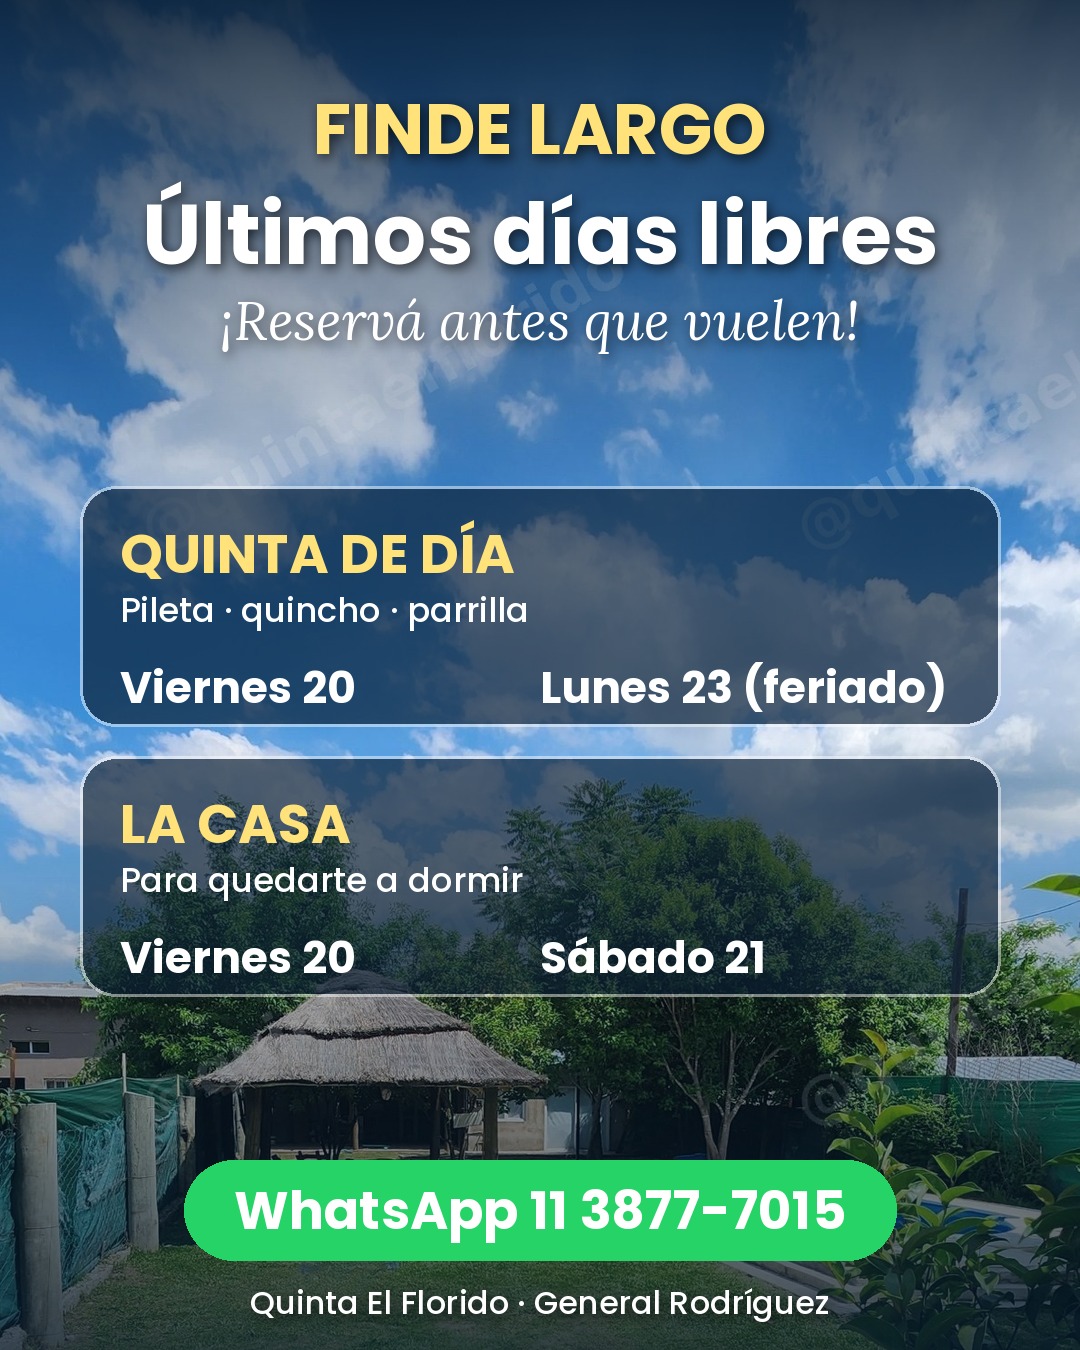 FINDE LARGO
Últimos días libres
¡Reservá antes que vuelen!
QUINTA DE DÍA
Pileta · quincho · parrilla
Viernes 20 Lunes 23 (feriado)
LA CASA
Para quedarte a dormir
Viernes 20 Sábado 21
WhatsApp 11 3877-7015
Quinta El Florido · General Rodríguez